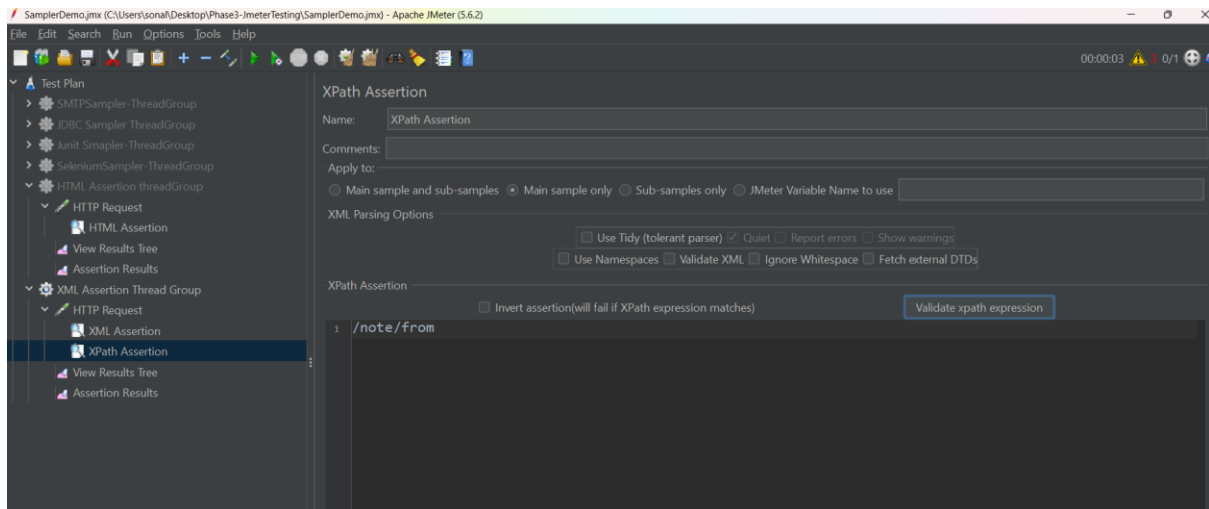 SamplerDemo.jmx (C:\Users\sonal\Desktop\Phase3-JmeterTesting\SamplerDemo.jmx) - Apache JMeter (5.6.2)
File Edit Search Run Options Tools Help
00:00:03 3 0/1
Test Plan
SMTPSampler-ThreadGroup
JDBC Sampler ThreadGroup
Junit Smapler-ThreadGroup
SeleniumSampler-ThreadGroup
HTML Assertion threadGroup
HTTP Request
HTML Assertion
View Results Tree
Assertion Results
XML Assertion Thread Group
HTTP Request
XML Assertion
XPath Assertion
View Results Tree
Assertion Results
XPath Assertion
Name: XPath Assertion
Comments:
Apply to:
Main sample and sub-samples Main sample only Sub-samples only JMeter Variable Name to use
XML Parsing Options
Use Tidy (tolerant parser) Quiet Report errors Show warnings
Use Namespaces Validate XML Ignore Whitespace Fetch external DTDs
XPath Assertion
Invert assertion(will fail if XPath expression matches) Validate xpath expression
1 /note/from